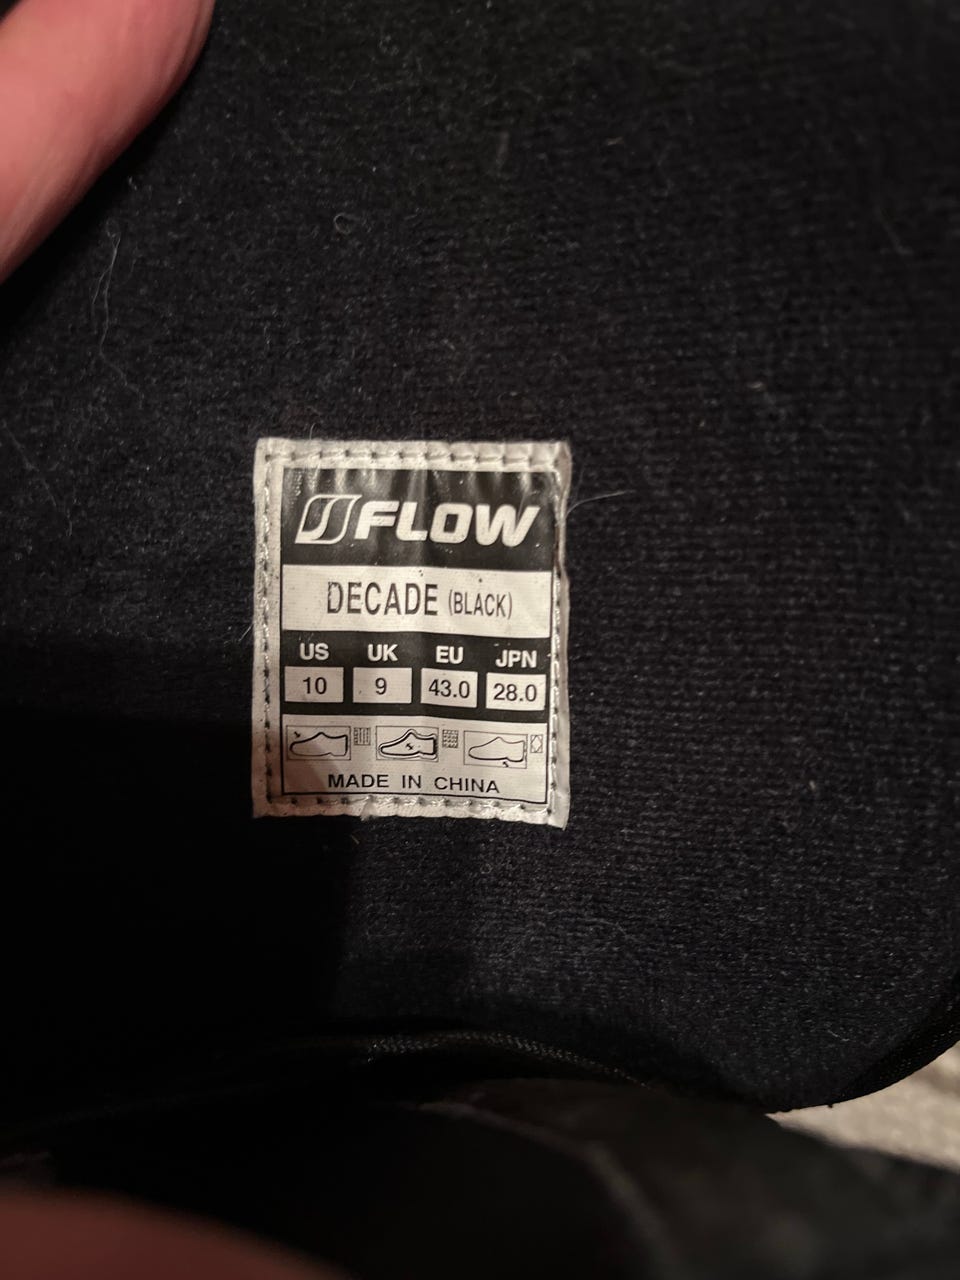 FLOW
DECADE (BLACK)
US UK EU JPN
10 9 43.0 28.0
MADE IN CHINA